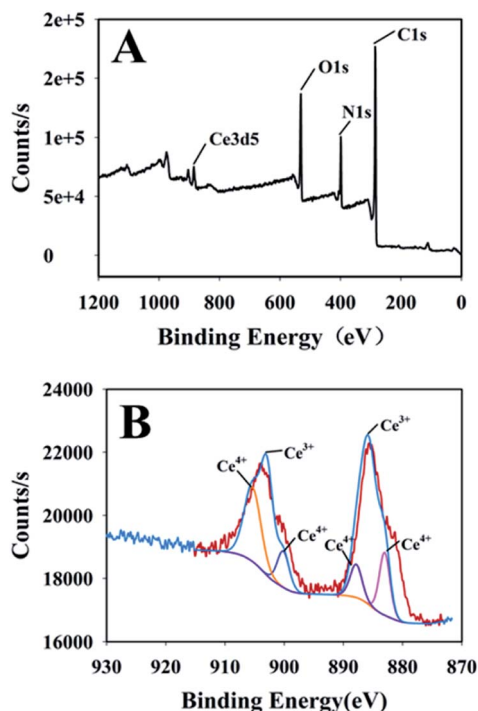 A
2e+5
2e+5
1e+5
5e+4
0
Counts/s
C1s
O1s
N1s
Ce3d5
1200 1000 800 600 400 200 0
Binding Energy（eV）
B
24000
22000
20000
18000
16000
Counts/s
Ce3+
Ce3+
Ce4+
Ce4+
Ce4+
Ce4+
930 920 910 900 890 880 870
Binding Energy(eV)